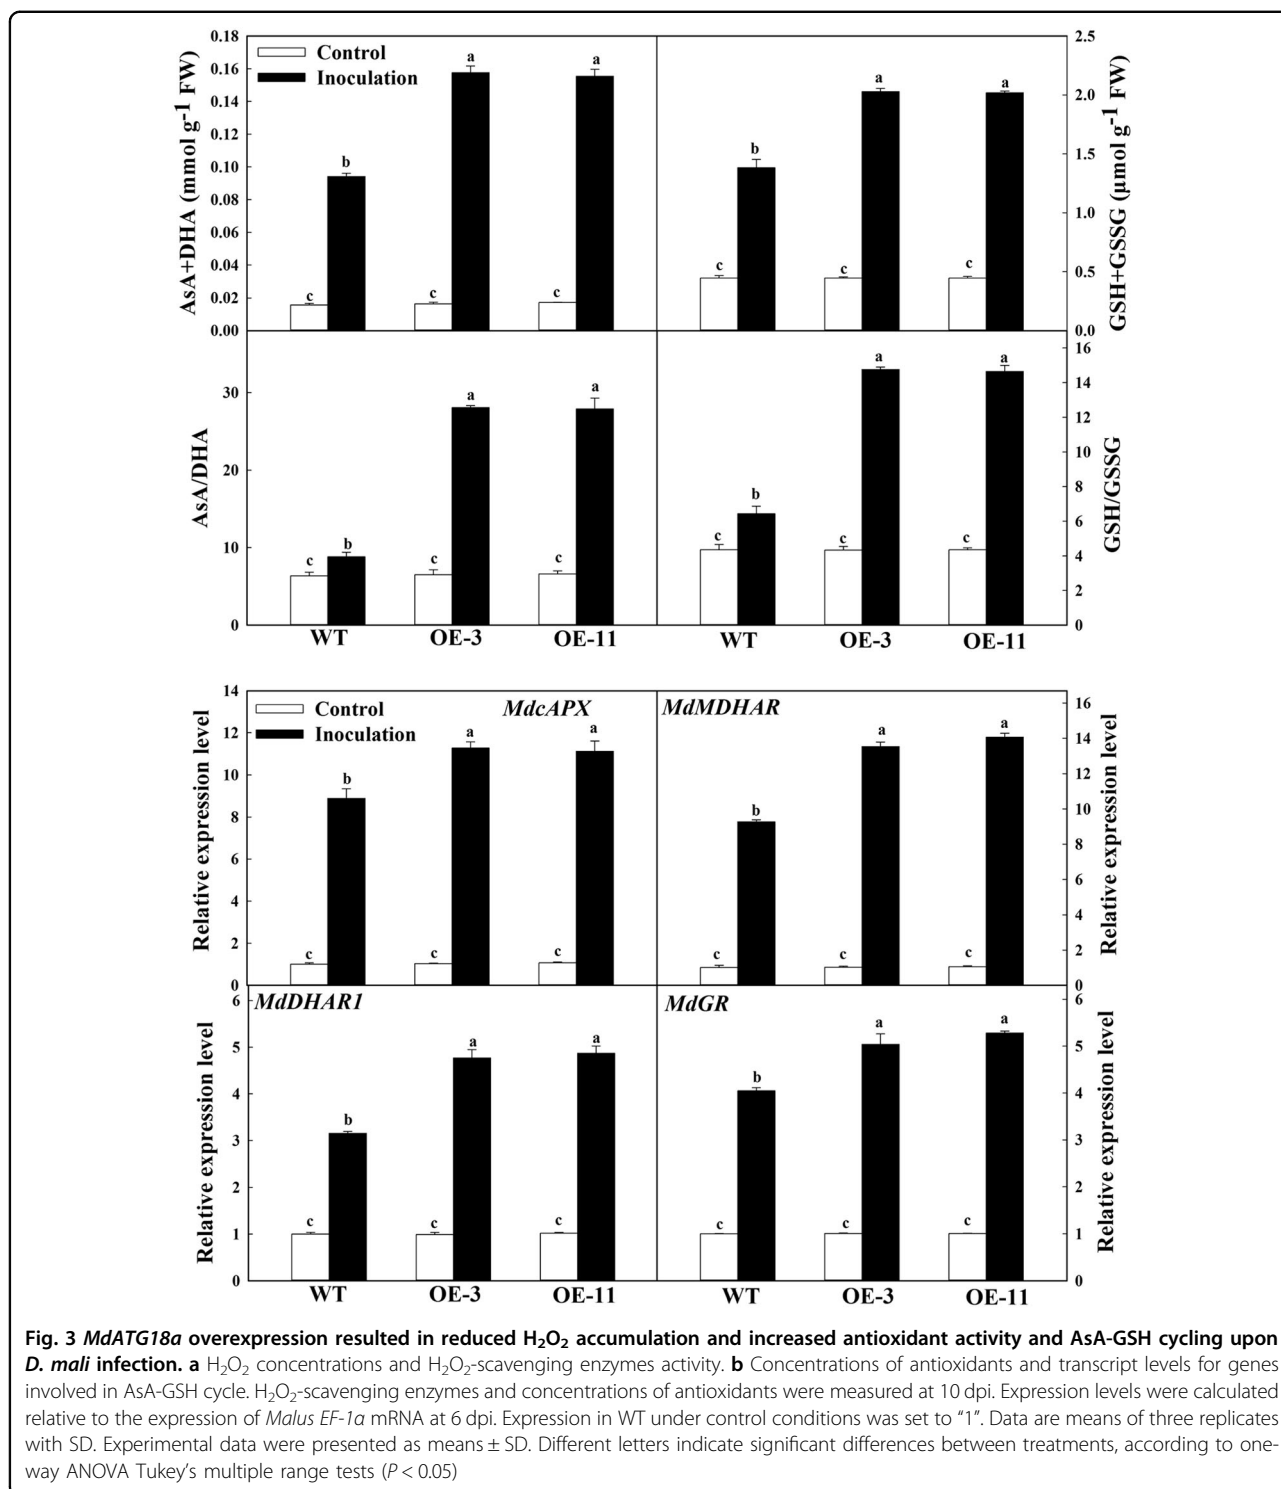 0.18
0.16
0.14
0.12
0.10
0.08
0.06
0.04
0.02
0.00
AsA+DHA (mmol g⁻¹ FW)
Control
Inoculation
c
b
c
a
c
a
c
b
c
a
c
a
2.5
2.0
1.5
1.0
0.5
0.0
GSH+GSSG (µmol g⁻¹ FW)
30
20
10
0
AsA/DHA
c
b
c
a
c
a
WT OE-3 OE-11
c
b
c
a
c
a
WT OE-3 OE-11
16
14
12
10
8
6
4
2
0
GSH/GSSG
14
12
11
8
6
4
2
0
Relative expression level
Control
Inoculation
MdcAPX
c
b
c
a
c
a
MdMDHAR
c
b
c
a
c
a
16
14
12
10
8
6
4
2
0
Relative expression level
6
5
4
3
2
1
0
Relative expression level
MdDHAR1
c
b
c
a
c
a
WT OE-3 OE-11
MdGR
c
b
c
a
c
a
WT OE-3 OE-11
6
5
4
3
2
1
0
Relative expression level
Fig. 3 MdATG18a overexpression resulted in reduced H₂O₂ accumulation and increased antioxidant activity and AsA-GSH cycling upon
D. mali infection. a H₂O₂ concentrations and H₂O₂-scavenging enzymes activity. b Concentrations of antioxidants and transcript levels for genes
involved in AsA-GSH cycle. H₂O₂-scavenging enzymes and concentrations of antioxidants were measured at 10 dpi. Expression levels were calculated
relative to the expression of Malus EF-1α mRNA at 6 dpi. Expression in WT under control conditions was set to “1”. Data are means of three replicates
with SD. Experimental data were presented as means ± SD. Different letters indicate significant differences between treatments, according to one-
way ANOVA Tukey’s multiple range tests (P < 0.05)